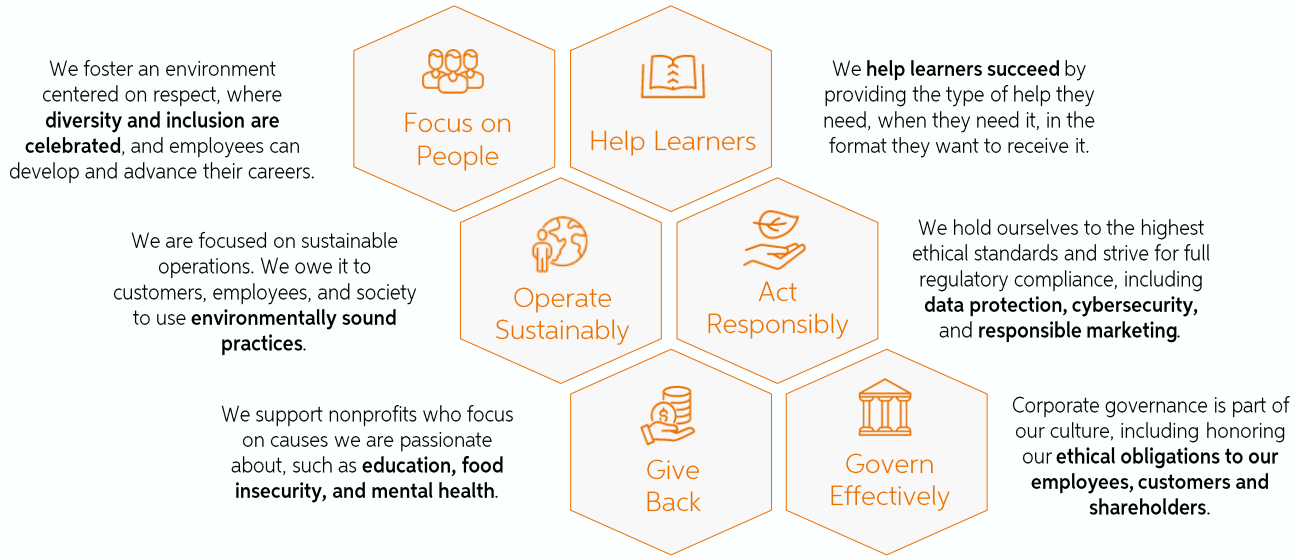 We foster an environment
centered on respect, where
diversity and inclusion are
celebrated, and employees can
develop and advance their careers.
Focus on
People
Help Learners
We help learners succeed by
providing the type of help they
need, when they need it, in the
format they want to receive it.
We are focused on sustainable
operations. We owe it to
customers, employees, and society
to use environmentally sound
practices.
Operate
Sustainably
Act
Responsibly
We hold ourselves to the highest
ethical standards and strive for full
regulatory compliance, including
data protection, cybersecurity,
and responsible marketing.
We support nonprofits who focus
on causes we are passionate
about, such as education, food
insecurity, and mental health.
$
Give
Back
Govern
Effectively
Corporate governance is part of
our culture, including honoring
our ethical obligations to our
employees, customers and
shareholders.